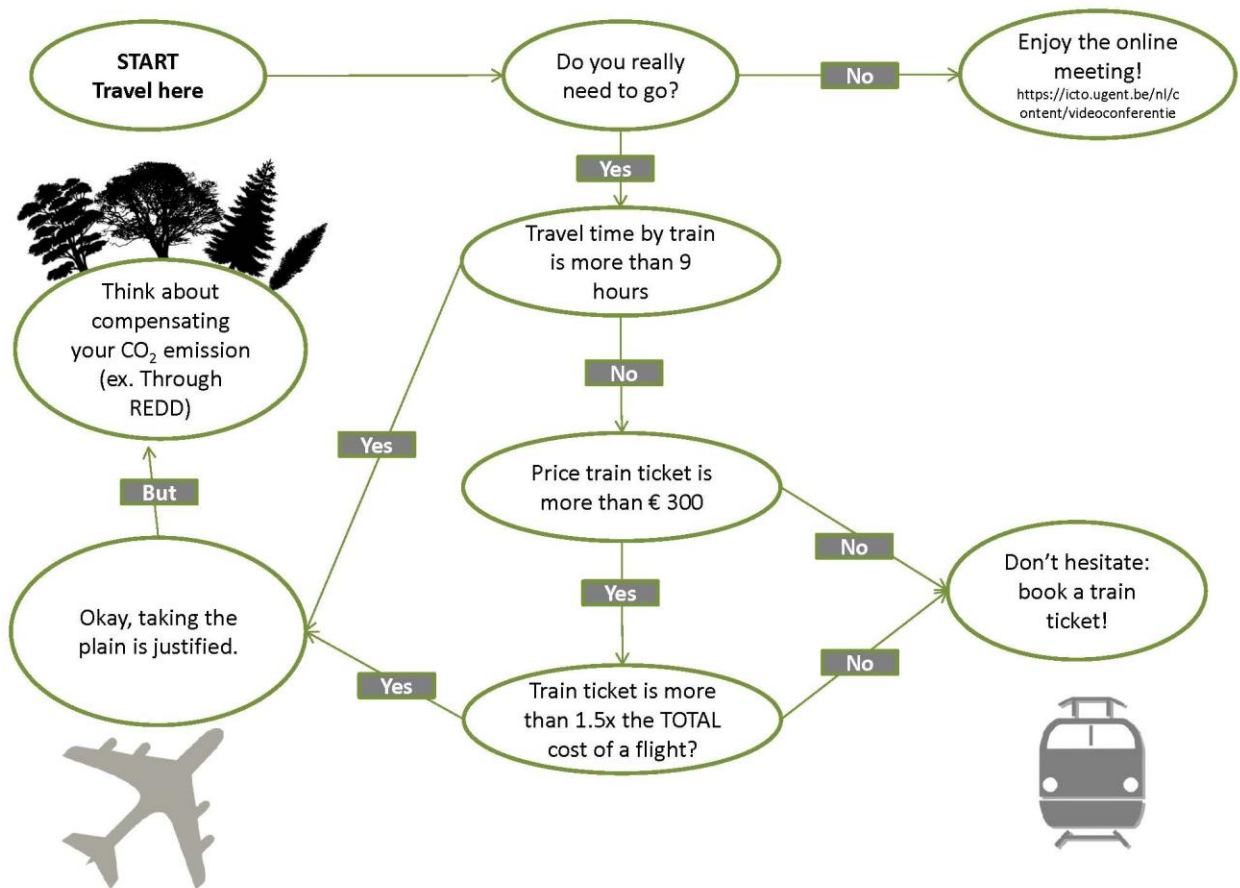 START
Travel here
Do you really
need to go?
No
Enjoy the online
meeting!
https://icto.ugent.be/nl/c
ontent/videoconferentie
Yes
Travel time by train
is more than 9
hours
Think about
compensating
your CO₂ emission
(ex. Through
REDD)
No
Yes
Price train ticket is
more than € 300
But
No
Yes
Don't hesitate:
book a train
ticket!
Okay, taking the
plain is justified.
No
Yes
Train ticket is more
than 1.5x the TOTAL
cost of a flight?